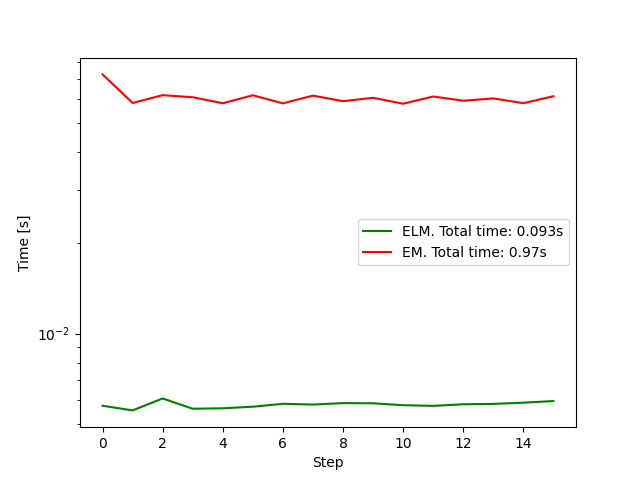 Time [s]
10⁻²
ELM. Total time: 0.093s
EM. Total time: 0.97s
0 2 4 6 8 10 12 14
Step